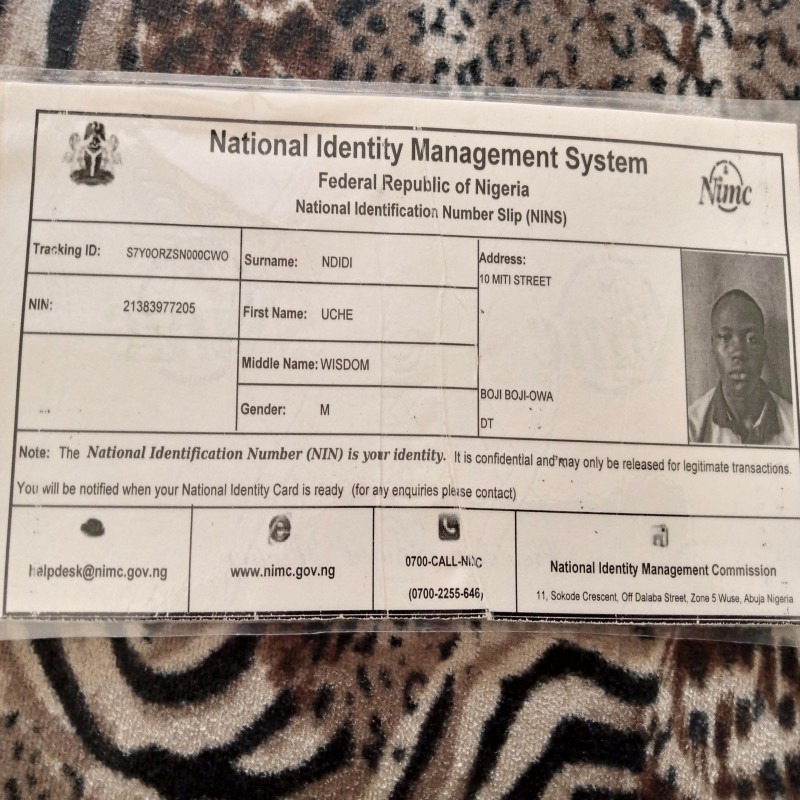 National Identity Management System
Federal Republic of Nigeria
National Identification Number Slip (NINS)
Nimc
Tracking ID: S7Y0ORZSN000CWO
NIN: 21383977205
Surname: NDIDI
First Name: UCHE
Middle Name: WISDOM
Gender: M
Address:
10 MITI STREET
BOJI BOJI-OWA
DT
Note: The National Identification Number (NIN) is your identity. It is confidential and may only be released for legitimate transactions.
You will be notified when your National Identity Card is ready (for any enquiries please contact)
helpdesk@nimc.gov.ng
www.nimc.gov.ng
0700-CALL-NIMC
(0700-2255-646)
National Identity Management Commission
11, Sokode Crescent, Off Dalaba Street, Zone 5 Wuse, Abuja Nigeria